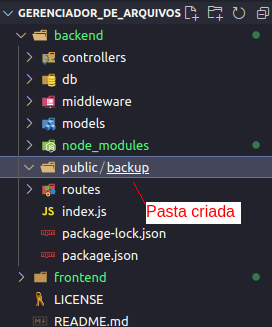 GERENCIADOR_DE_ARQUIVOS
backend
controllers
db
middleware
models
node_modules
public/backup
routes
Pasta criada
JS index.js
package-lock.json
package.json
frontend
LICENSE
README.md